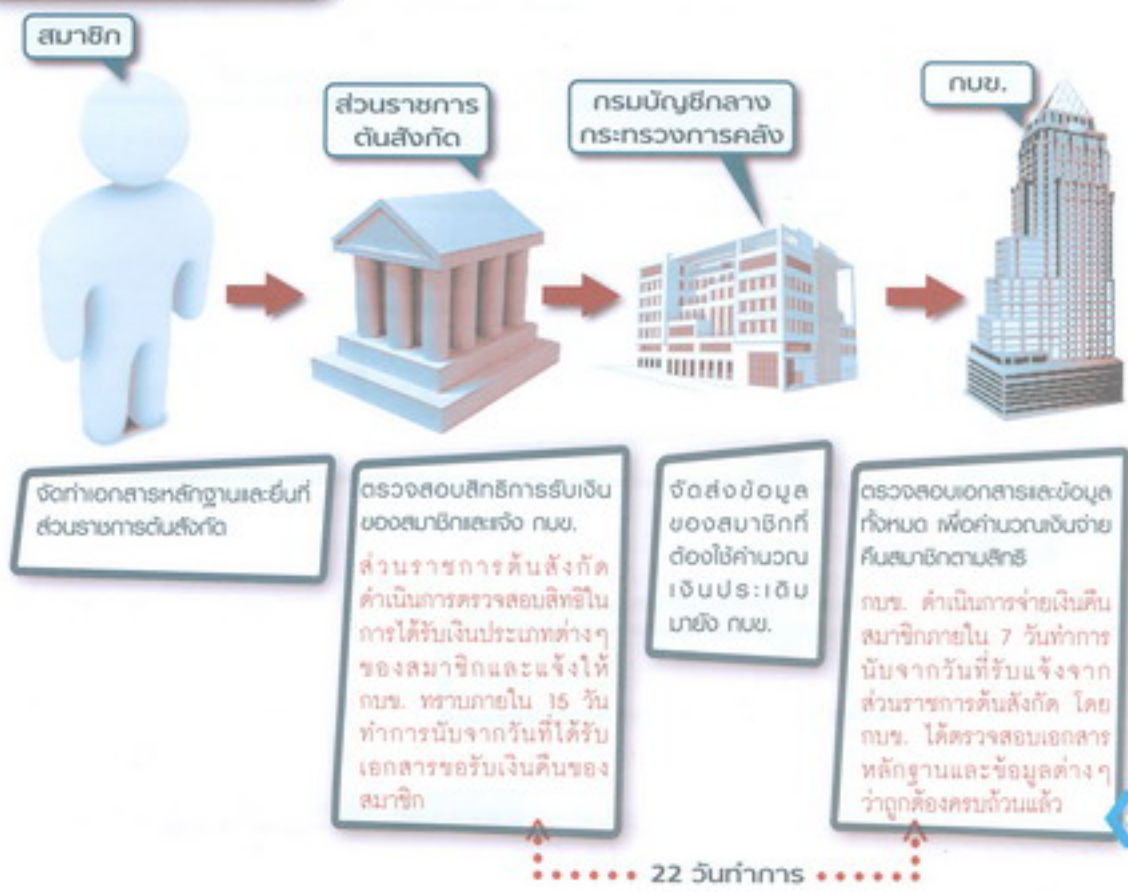 สมาชิก
ส่วนราชการ
ต้นสังกัด
กรมบัญชีกลาง
กระทรวงการคลัง
กบข.
จัดทำเอกสารหลักฐานและยื่นที่
ส่วนราชการต้นสังกัด
ตรวจสอบสิทธิการรับเงิน
ของสมาชิกและแจ้ง กบข.
ส่วนราชการต้นสังกัด
ดำเนินการตรวจสอบสิทธิใน
การได้รับเงินประเภทต่างๆ
ของสมาชิกและแจ้งให้
กบข. ทราบภายใน 15 วัน
ทำการนับจากวันที่ได้รับ
เอกสารขอรับเงินคืนของ
สมาชิก
จัดส่งข้อมูล
ของสมาชิกที่
ต้องใช้คำนวณ
เงินประเดิม
มายัง กบข.
ตรวจสอบเอกสารและข้อมูล
ทั้งหมด เพื่อคำนวณเงินจ่าย
คืนสมาชิกตามสิทธิ
กบข. ดำเนินการจ่ายเงินคืน
สมาชิกภายใน 7 วันทำการ
นับจากวันที่รับแจ้งจาก
ส่วนราชการต้นสังกัด โดย
กบข. ได้ตรวจสอบเอกสาร
หลักฐานและข้อมูลต่างๆ
ว่าถูกต้องครบถ้วนแล้ว
22 วันทำการ